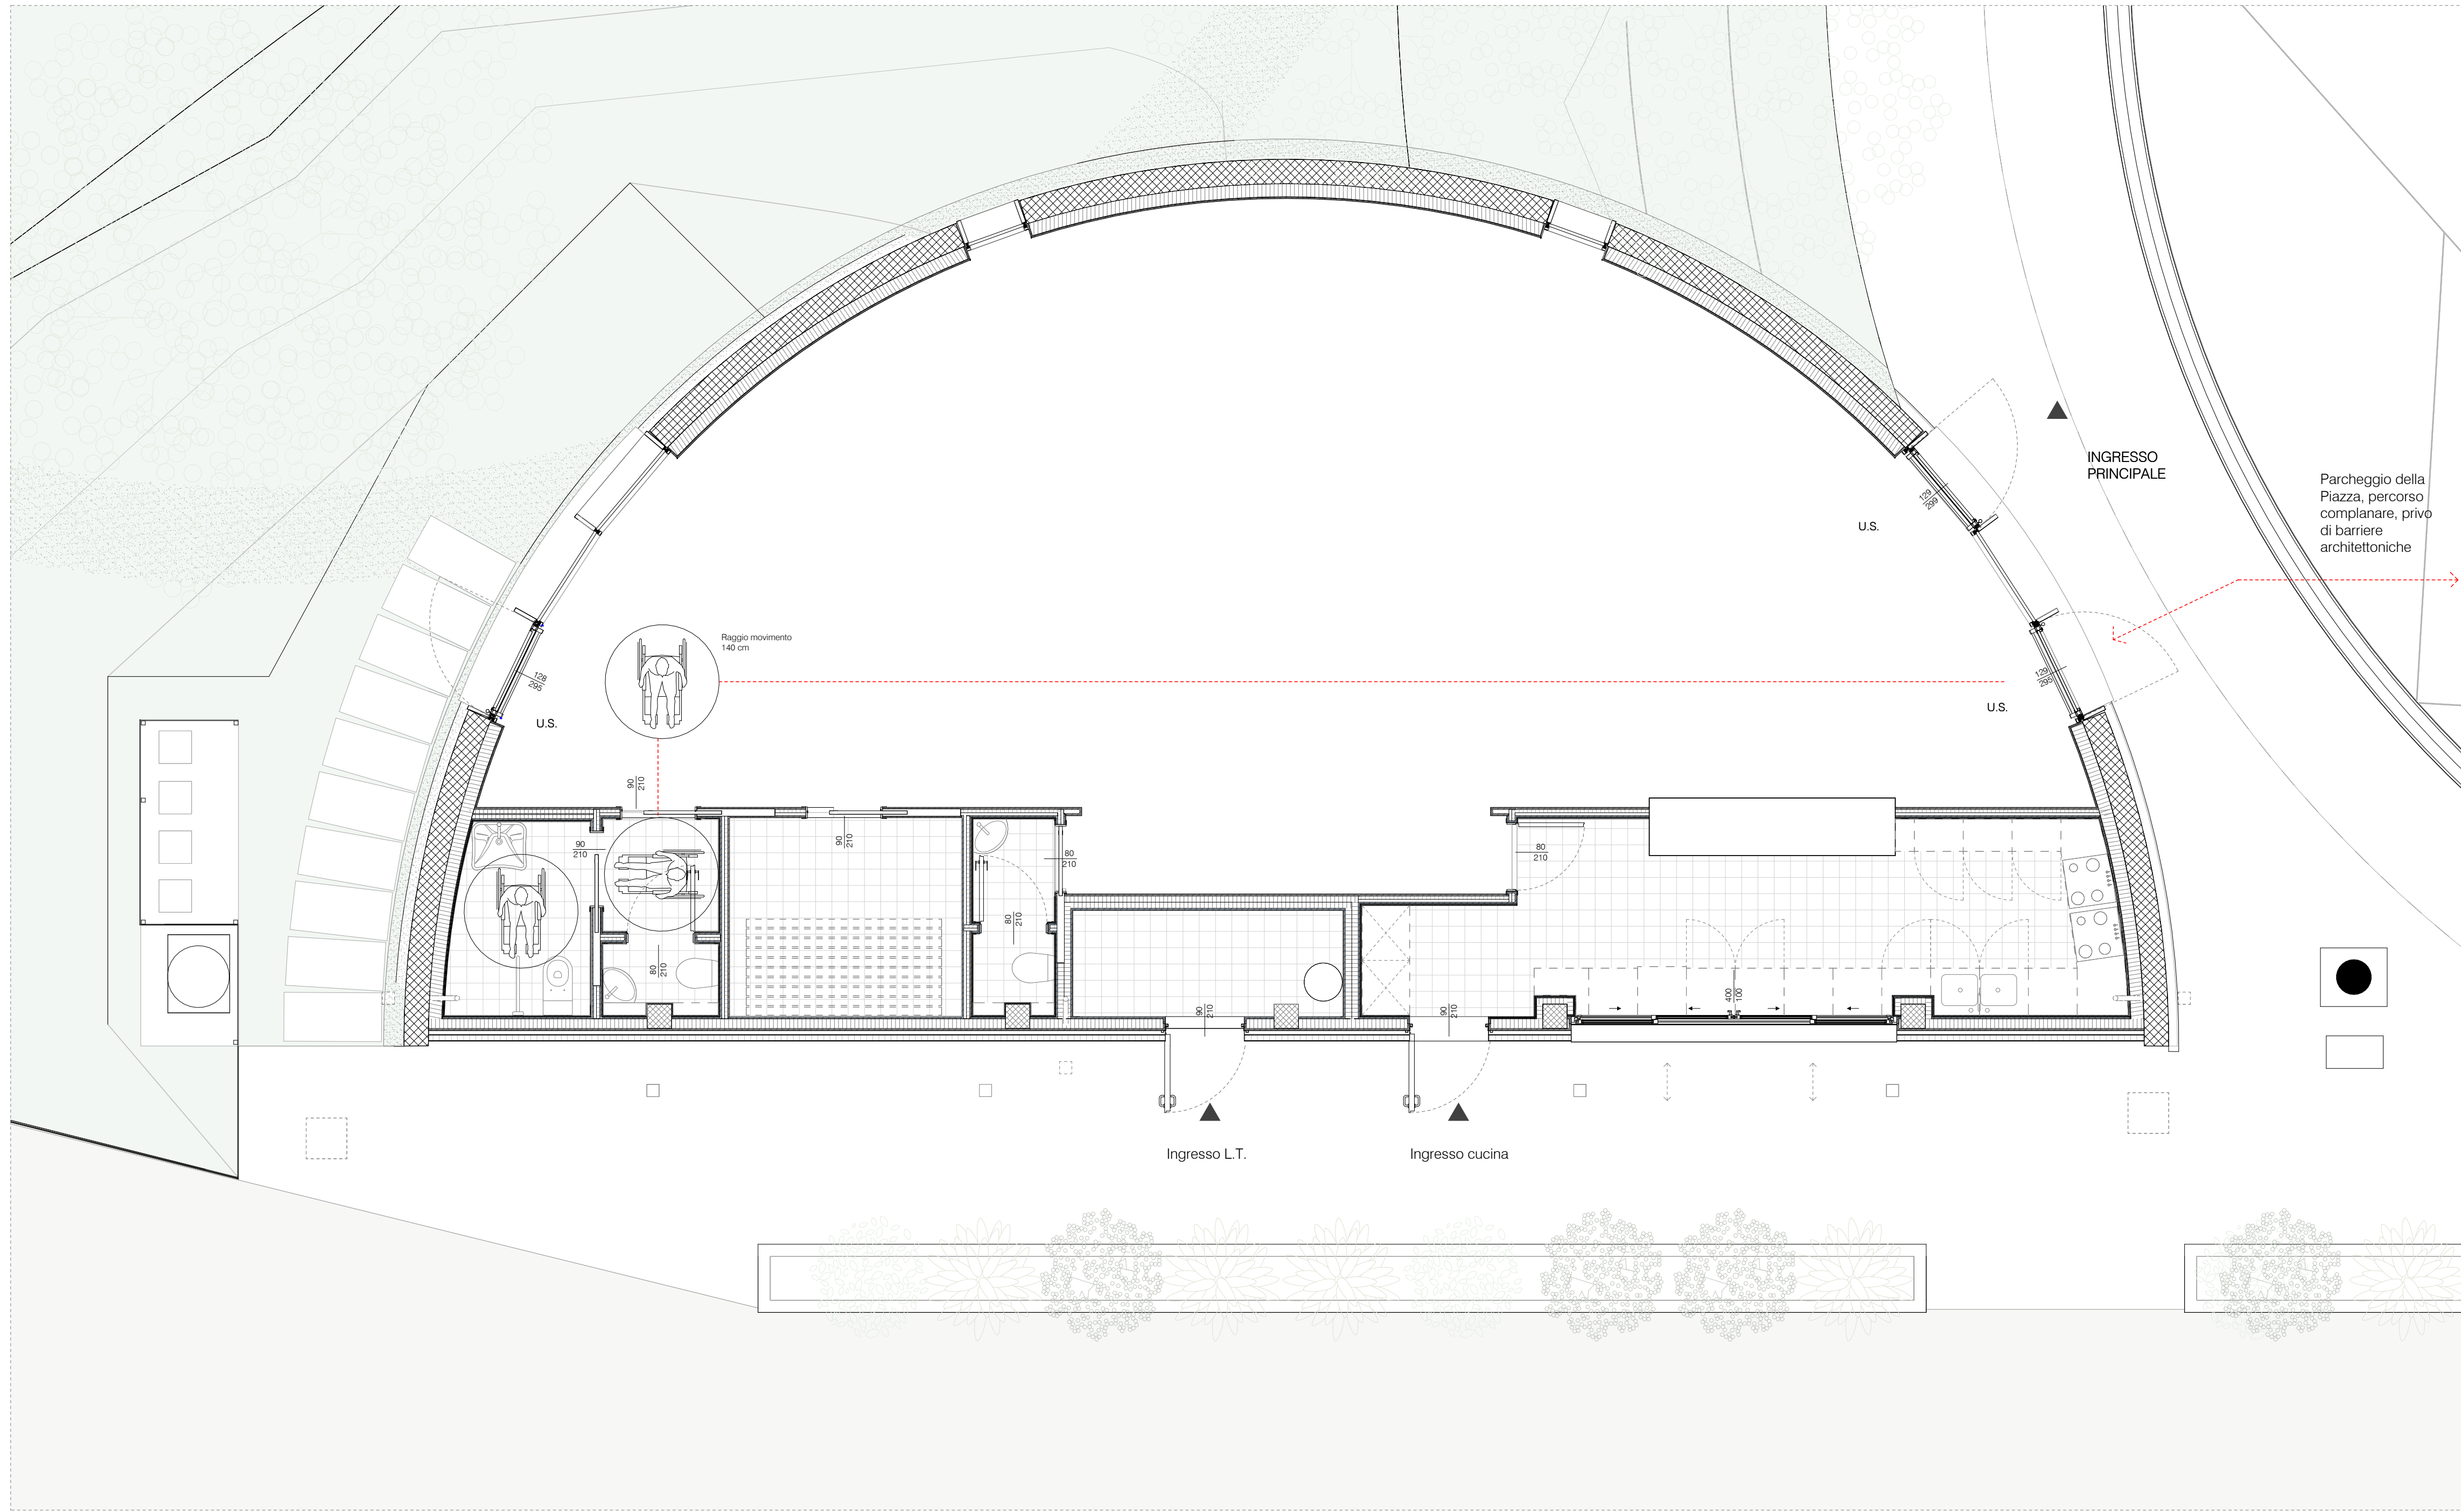 INGRESSO
PRINCIPALE
Parcheggio della
Piazza, percorso
complanare, privo
di barriere
architettoniche
129
299
U.S.
Raggio movimento
140 cm
128
295
129
295
U.S.
U.S.
90
210
90
210
90
210
80
210
80
210
80
210
80
210
400
100
90
210
90
210
Ingresso L.T.
Ingresso cucina